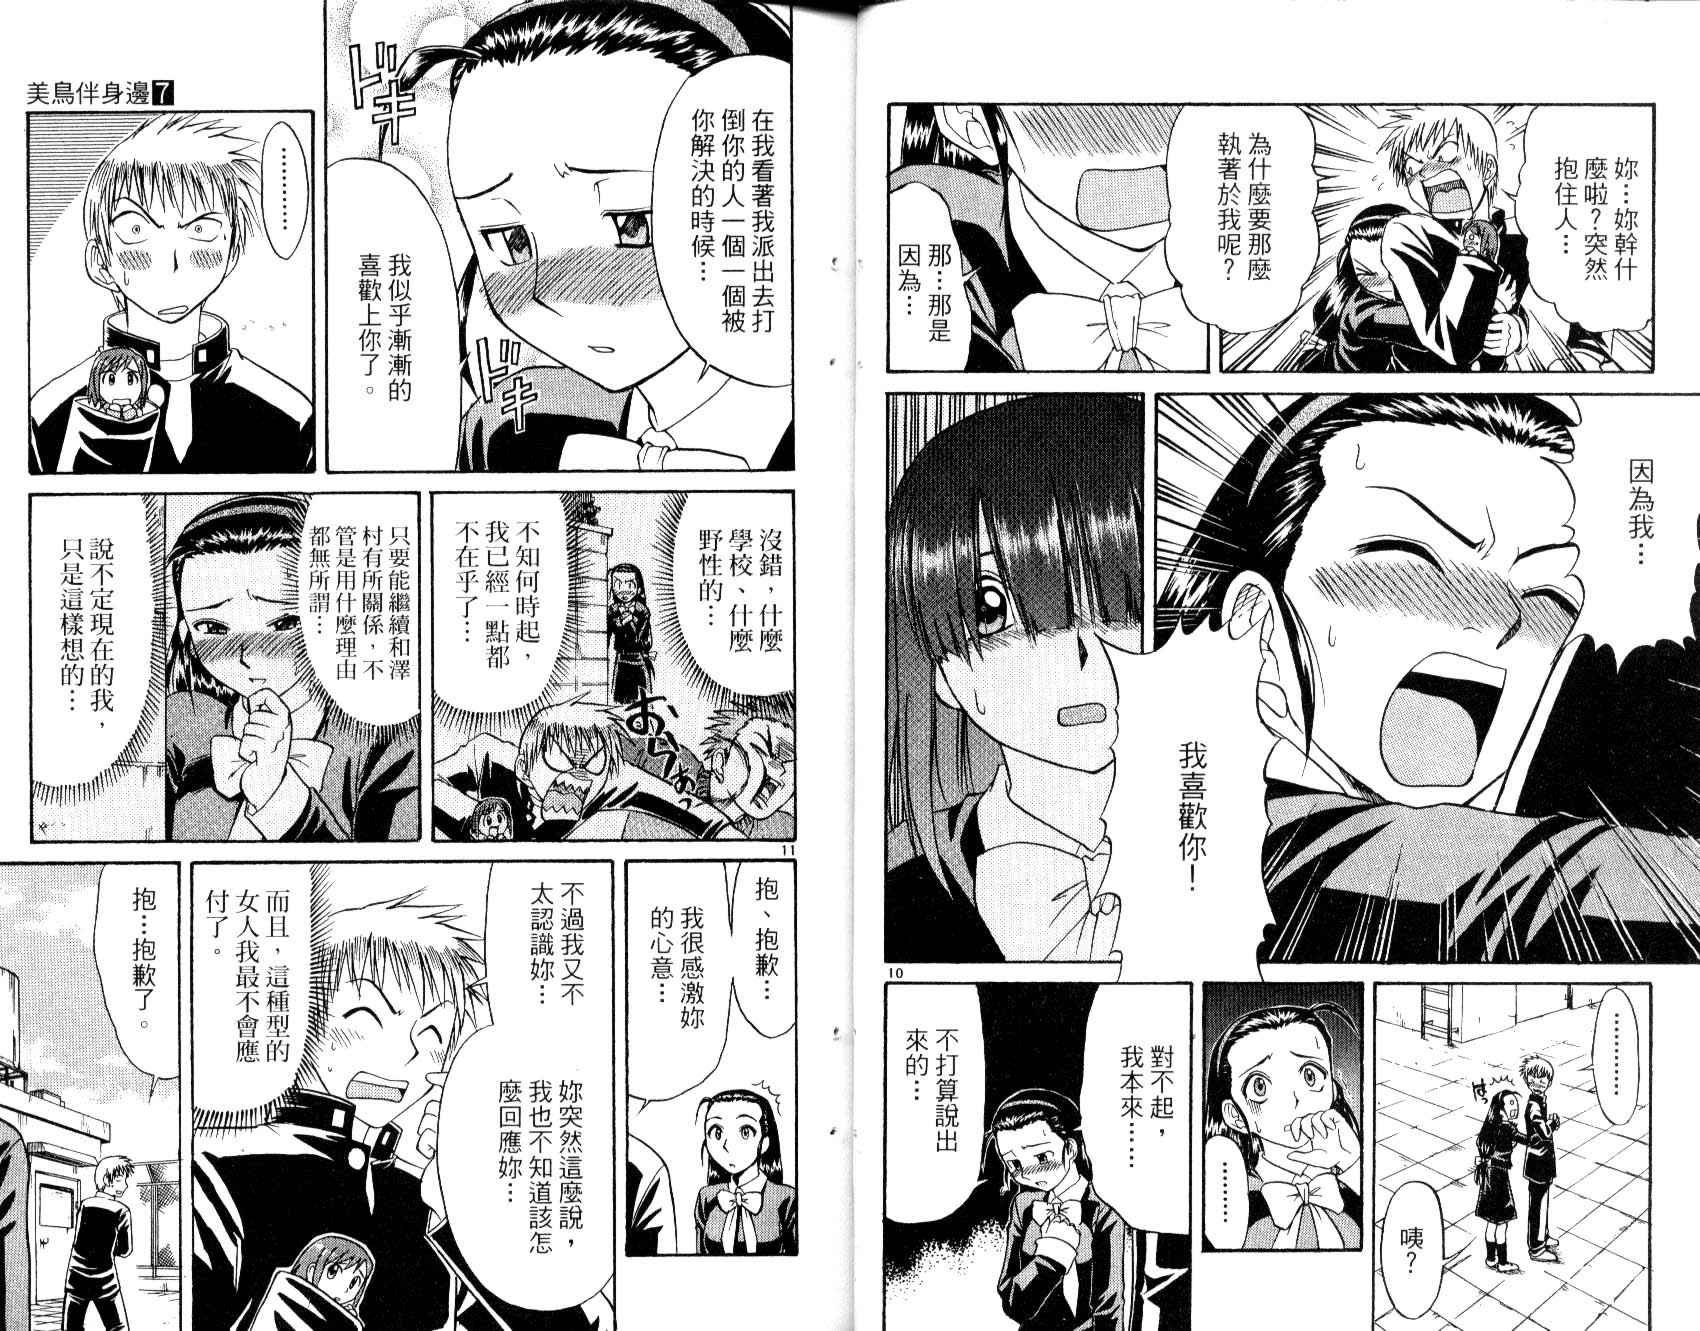 妳…妳幹什
麼啦?突然
抱住人…
為什麼要那麼
執著於我呢?
那…那是
因為…
因為我…
我喜歡你!
10
…………
咦?
…………
對不起,
我本來……
不打算說出
來的…
美鳥伴身邊7
在我看著我派出去打
倒你的人一個一個被
你解決的時候…
我似乎漸漸的
喜歡上你了。
ドキ
ドキ
…………
沒錯,什麼
學校、什麼
野性的…
不知何時起,
我已經一點都
不在乎了…
おらぁっ
只要能繼續和澤
村有所關係,不
管是用什麼理由
都無所謂…
說不定現在的我,
只是這樣想的…
11
抱、抱歉…
我很感激妳
的心意…
不過我又不
太認識妳…
妳突然這麼說,
我也不知道該怎
麼回應妳…
而且,這種型的
女人我最不會應
付了。
抱…抱歉了。